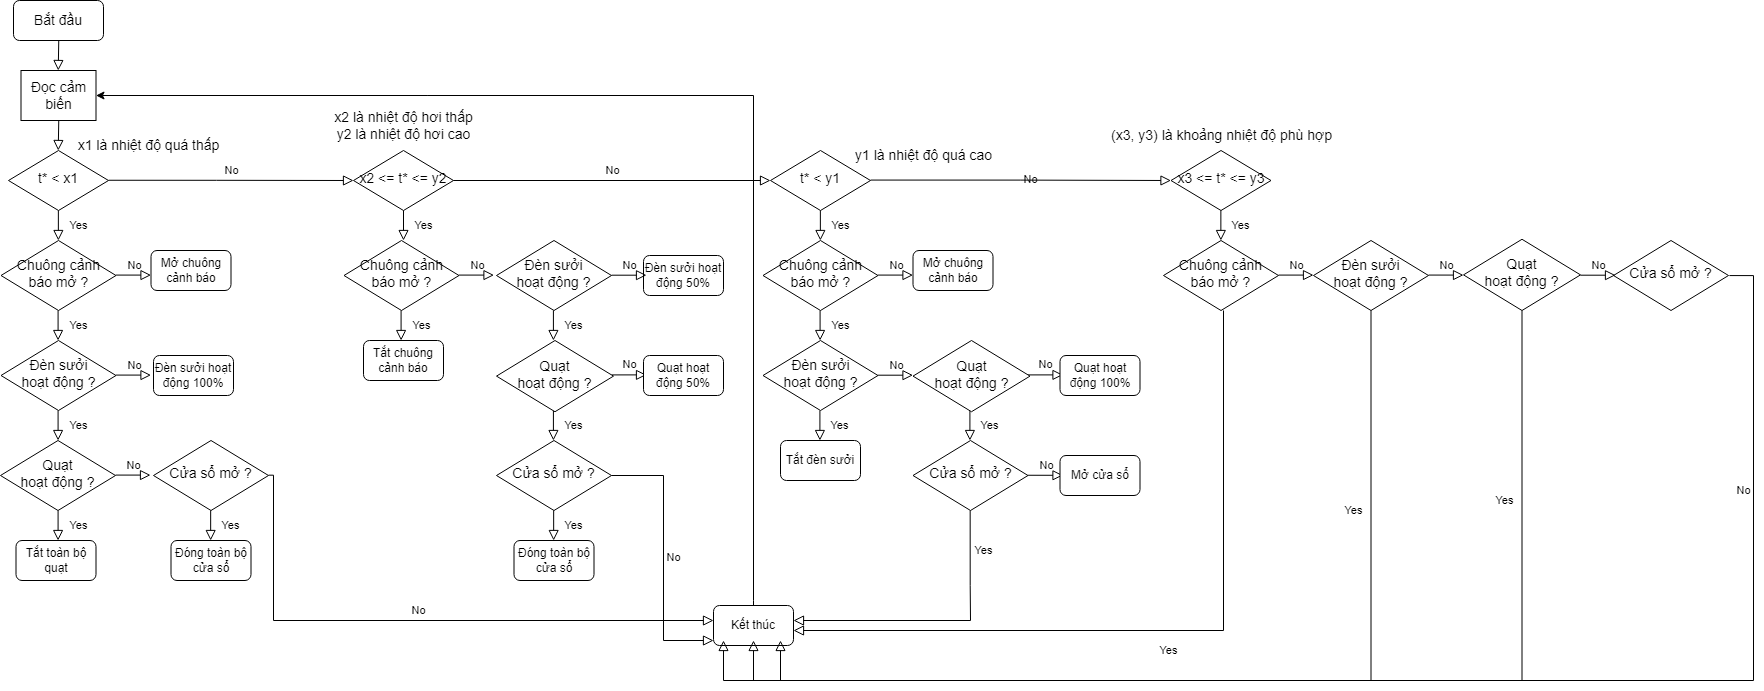 Bắt đầu
Đọc cảm
biến
x1 là nhiệt độ quá thấp
x2 là nhiệt độ hơi thấp
y2 là nhiệt độ hơi cao
y1 là nhiệt độ quá cao
(x3, y3) là khoảng nhiệt độ phù hợp
t* < x1
No
x2 <= t* <= y2
No
t* < y1
No
x3 <= t* <= y3
Yes
Yes
Yes
Yes
Chuông cảnh
báo mở ?
No
Mở chuông
cảnh báo
Chuông cảnh
báo mở ?
No
Đèn sưởi
hoạt động ?
No
Đèn sưởi hoạt
động 50%
Chuông cảnh
báo mở ?
No
Mở chuông
cảnh báo
Chuông cảnh
báo mở ?
No
Đèn sưởi
hoạt động ?
No
Quạt
hoạt động ?
No
Cửa sổ mở ?
Yes
Yes
Yes
Yes
Đèn sưởi
hoạt động ?
No
Đèn sưởi hoạt
động 100%
Tắt chuông
cảnh báo
Quạt
hoạt động ?
No
Quạt hoạt
động 50%
Đèn sưởi
hoạt động ?
No
Quạt
hoạt động ?
No
Quạt hoạt
động 100%
Yes
Yes
Yes
Yes
Quạt
hoạt động ?
No
Cửa sổ mở ?
Cửa sổ mở ?
Tắt đèn sưởi
Cửa sổ mở ?
No
Mở cửa sổ
Yes
Yes
Yes
Yes
Yes
Yes
No
Tắt toàn bộ
quạt
Đóng toàn bộ
cửa sổ
Đóng toàn bộ
cửa sổ
No
No
Kết thúc
Yes